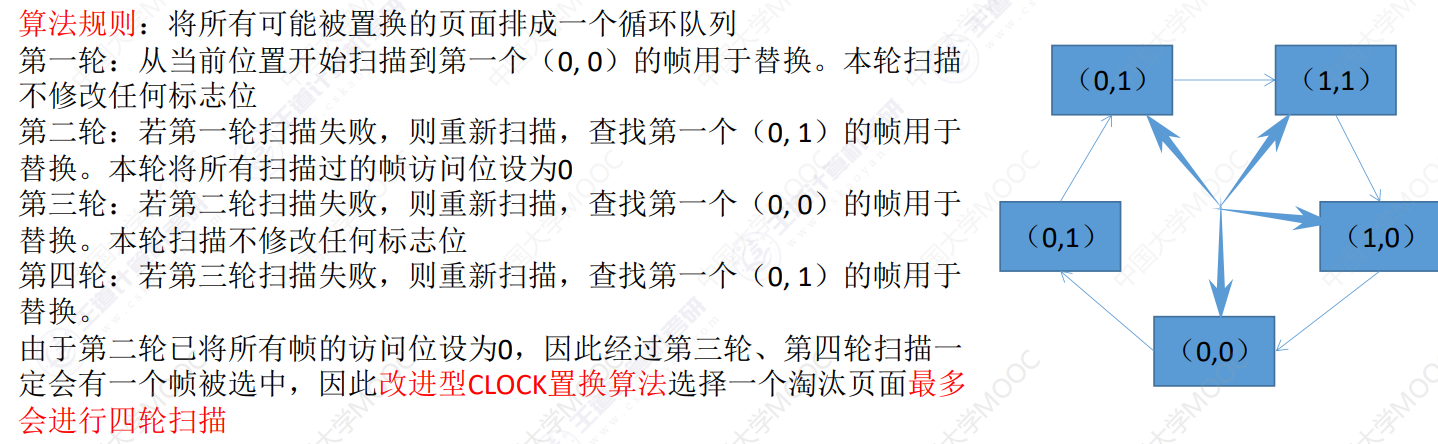 算法规则：将所有可能被置换的页面排成一个循环队列
第一轮：从当前位置开始扫描到第一个（0, 0）的帧用于替换。本轮扫描
不修改任何标志位
第二轮：若第一轮扫描失败，则重新扫描，查找第一个（0, 1）的帧用于
替换。本轮将所有扫描过的帧访问位设为0
第三轮：若第二轮扫描失败，则重新扫描，查找第一个（0, 0）的帧用于
替换。本轮扫描不修改任何标志位
第四轮：若第三轮扫描失败，则重新扫描，查找第一个（0, 1）的帧用于
替换。
由于第二轮已将所有帧的访问位设为0，因此经过第三轮、第四轮扫描一
定会有一个帧被选中，因此改进型CLOCK置换算法选择一个淘汰页面最多
会进行四轮扫描
（0,1）
（1,1）
（0,1）
（1,0）
（0,0）